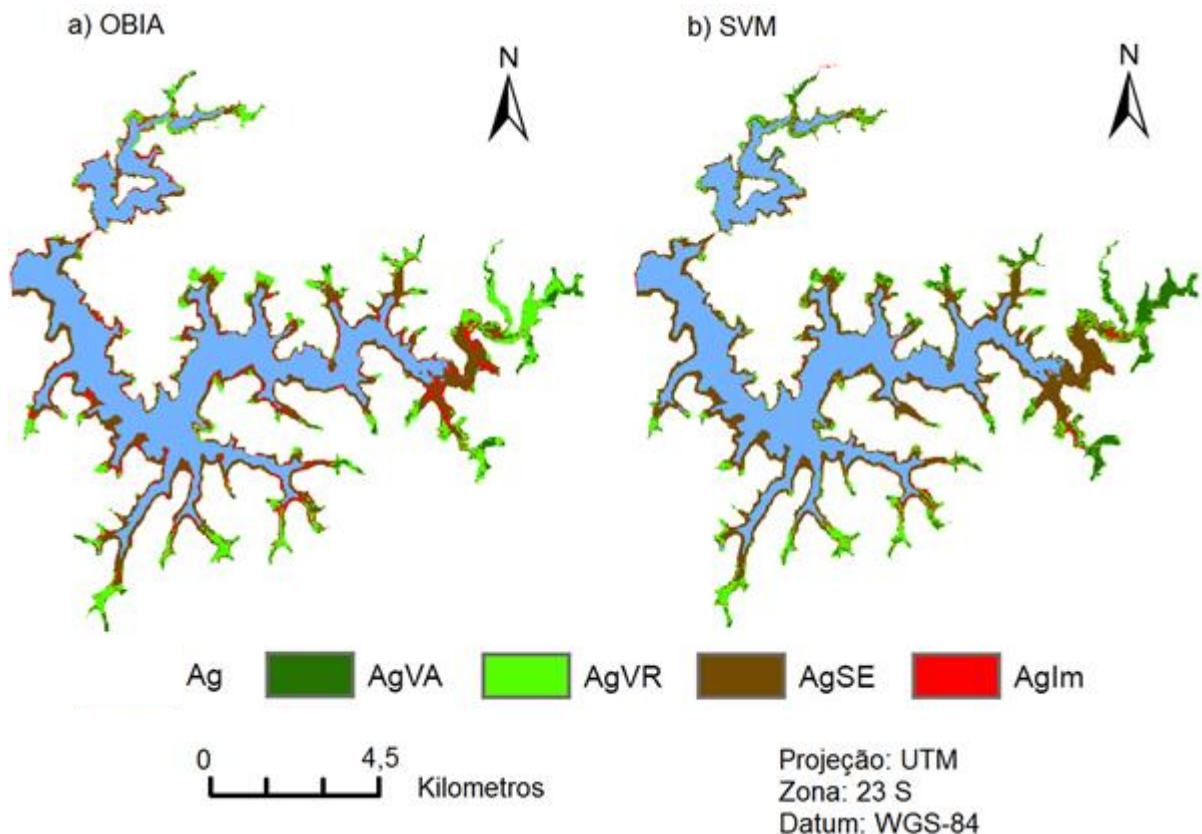 a) OBIA
b) SVM
N
N
Ag
AgVA
AgVR
AgSE
AgIm
0
4,5
Kilometros
Projeção: UTM
Zona: 23 S
Datum: WGS-84